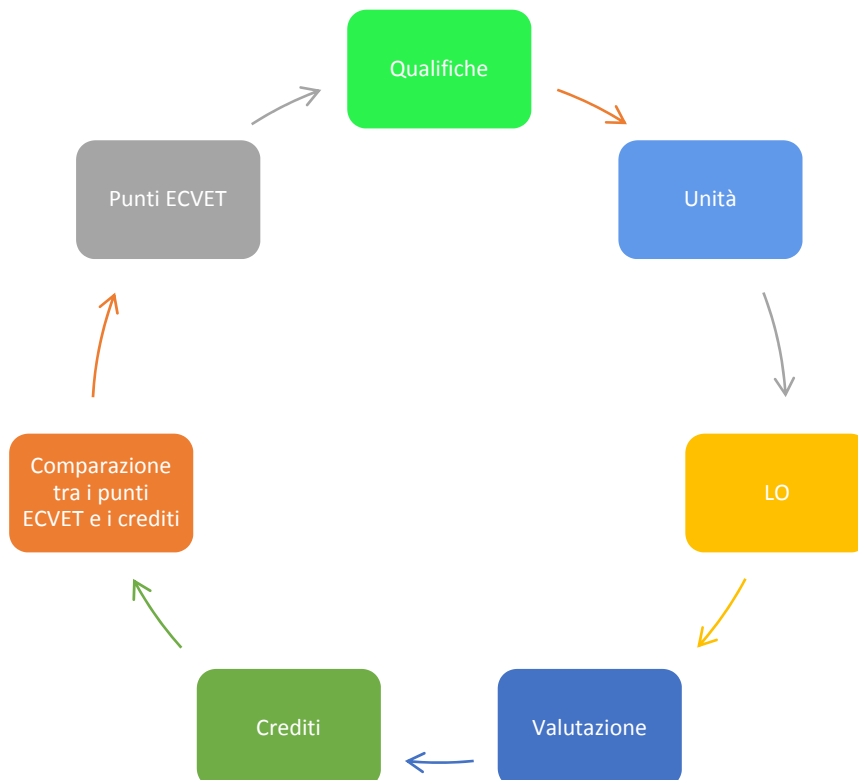 Qualifiche
Unità
LO
Valutazione
Crediti
Comparazione
tra i punti
ECVET e i crediti
Punti ECVET